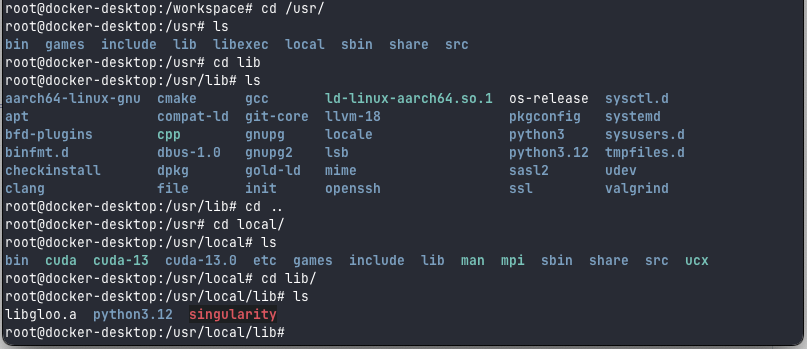 root@docker-desktop:/workspace# cd /usr/
root@docker-desktop:/usr# ls
bin  games  include  lib  libexec  local  sbin  share  src
root@docker-desktop:/usr# cd lib
root@docker-desktop:/usr/lib# ls
aarch64-linux-gnu  cmake      gcc       ld-linux-aarch64.so.1  os-release  sysctl.d
apt                compat-ld  git-core  llvm-18                pkgconfig   systemd
bfd-plugins        cpp        gnupg     locale                 python3     sysusers.d
binfmt.d           dbus-1.0   gnupg2    lsb                    python3.12  tmpfiles.d
checkinstall       dpkg       gold-ld   mime                   sasl2       udev
clang              file       init      openssh                ssl         valgrind
root@docker-desktop:/usr/lib# cd ..
root@docker-desktop:/usr# cd local/
root@docker-desktop:/usr/local# ls
bin  cuda  cuda-13  cuda-13.0  etc  games  include  lib  man  mpi  sbin  share  src  ucx
root@docker-desktop:/usr/local# cd lib/
root@docker-desktop:/usr/local/lib# ls
libgloo.a  python3.12  singularity
root@docker-desktop:/usr/local/lib#